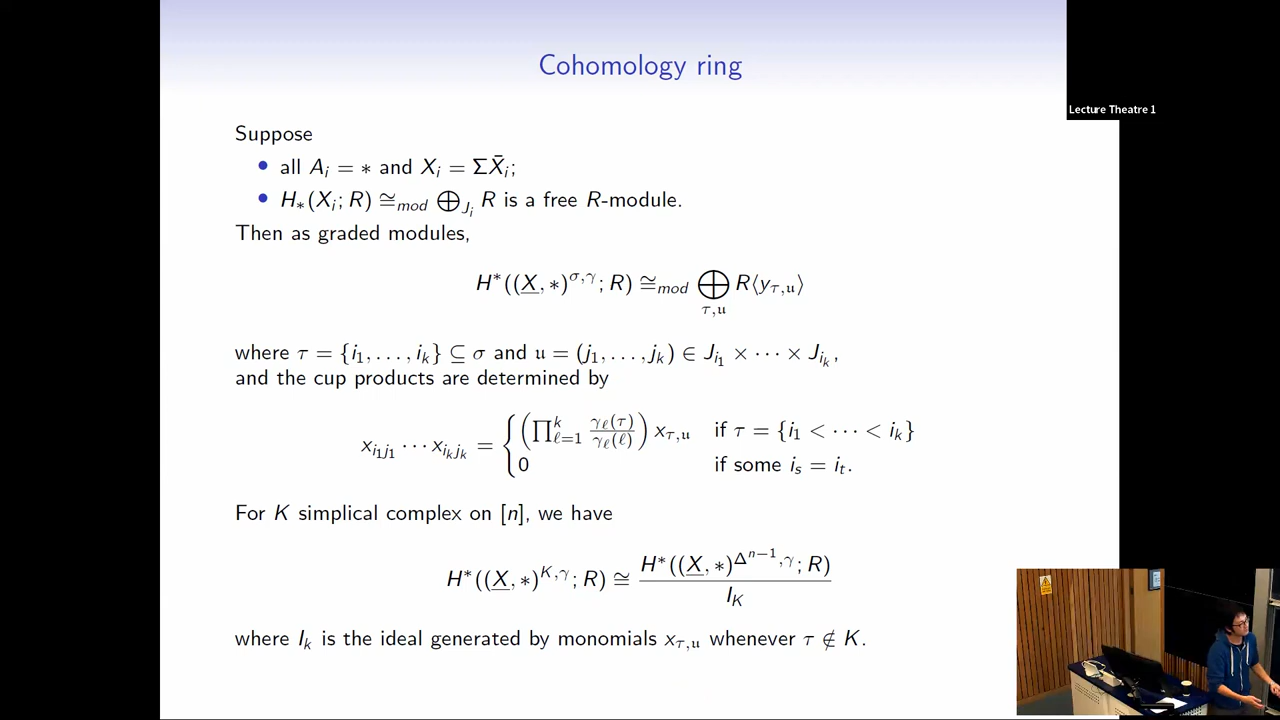 Cohomology ring
Lecture Theatre 1
Suppose
• all A_i = * and X_i = ΣX̄_i;
• H_*(X_i; R) ≅_mod ⊕_{J_i} R is a free R-module.
Then as graded modules,
H*((X, *)^{σ,γ}; R) ≅_mod ⊕_{τ,𝔲} R⟨y_{τ,𝔲}⟩
where τ = {i_1, . . . , i_k} ⊆ σ and 𝔲 = (j_1, . . . , j_k) ∈ J_{i_1} × · · · × J_{i_k},
and the cup products are determined by
x_{i_1 j_1} · · · x_{i_k j_k} = { (∏_{ℓ=1}^{k} γ_ℓ(τ)/γ_ℓ(ℓ)) x_{τ,𝔲} if τ = {i_1 < · · · < i_k}
0 if some i_s = i_t.
For K simplical complex on [n], we have
H*((X, *)^{K,γ}; R) ≅ H*((X, *)^{Δ^{n−1},γ}; R) / I_K
where I_k is the ideal generated by monomials x_{τ,𝔲} whenever τ ∉ K.